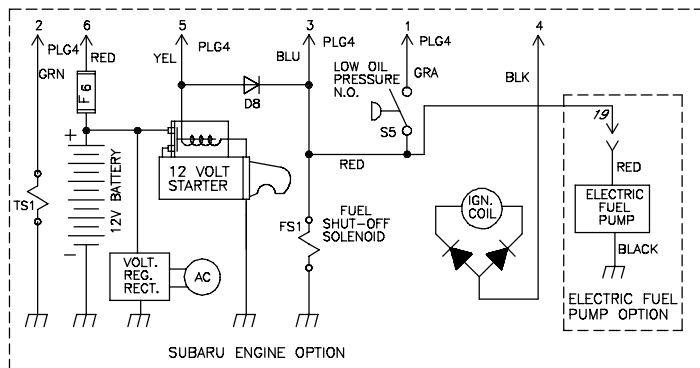 2
PLG4
6
RED
5
PLG4
YEL
3
PLG4
BLU
1
PLG4
GRA
4
BLK
GRN
F6
D8
LOW OIL
PRESSURE
N.O.
S5
19
+
12V BATTERY
−
12 VOLT
STARTER
RED
RED
TS1
FS1
FUEL
SHUT-OFF
SOLENOID
IGN.
COIL
ELECTRIC
FUEL
PUMP
BLACK
VOLT.
REG.
RECT.
AC
ELECTRIC FUEL
PUMP OPTION
SUBARU ENGINE OPTION